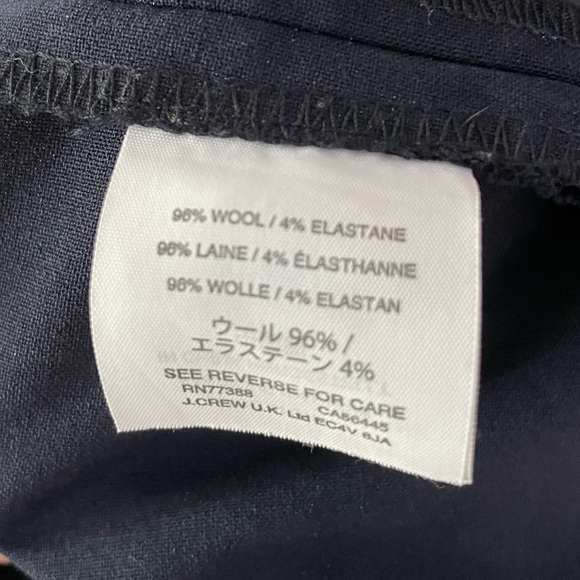 96% WOOL / 4% ELASTANE
96% LAINE / 4% ÉLASTHANNE
96% WOLLE / 4% ELASTAN
ウール 96% /
エラステーン 4%
SEE REVERSE FOR CARE
RN77388 CA56445
J.CREW U.K. Ltd EC4V 6JA